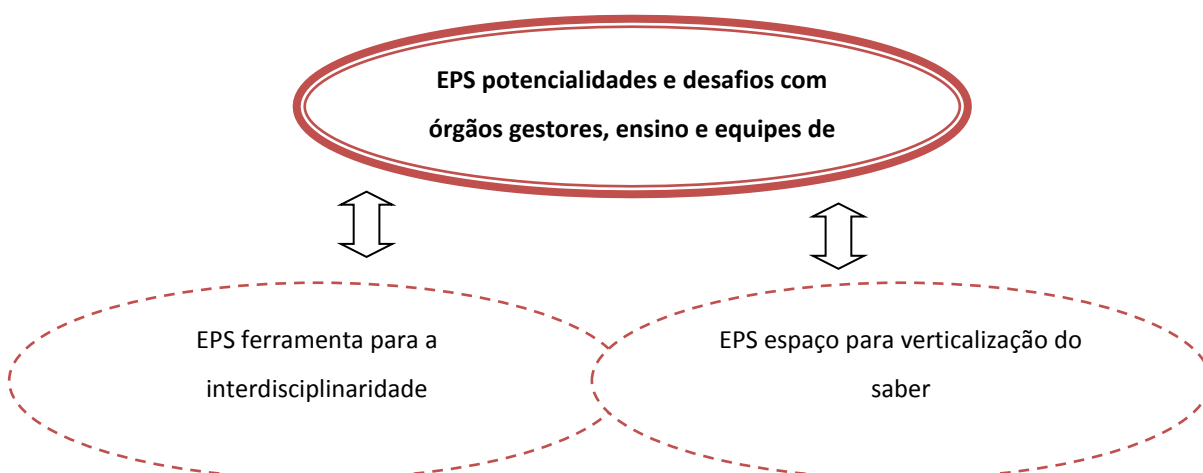 EPS potencialidades e desafios com
órgãos gestores, ensino e equipes de
EPS ferramenta para a
interdisciplinaridade
EPS espaço para verticalização do
saber